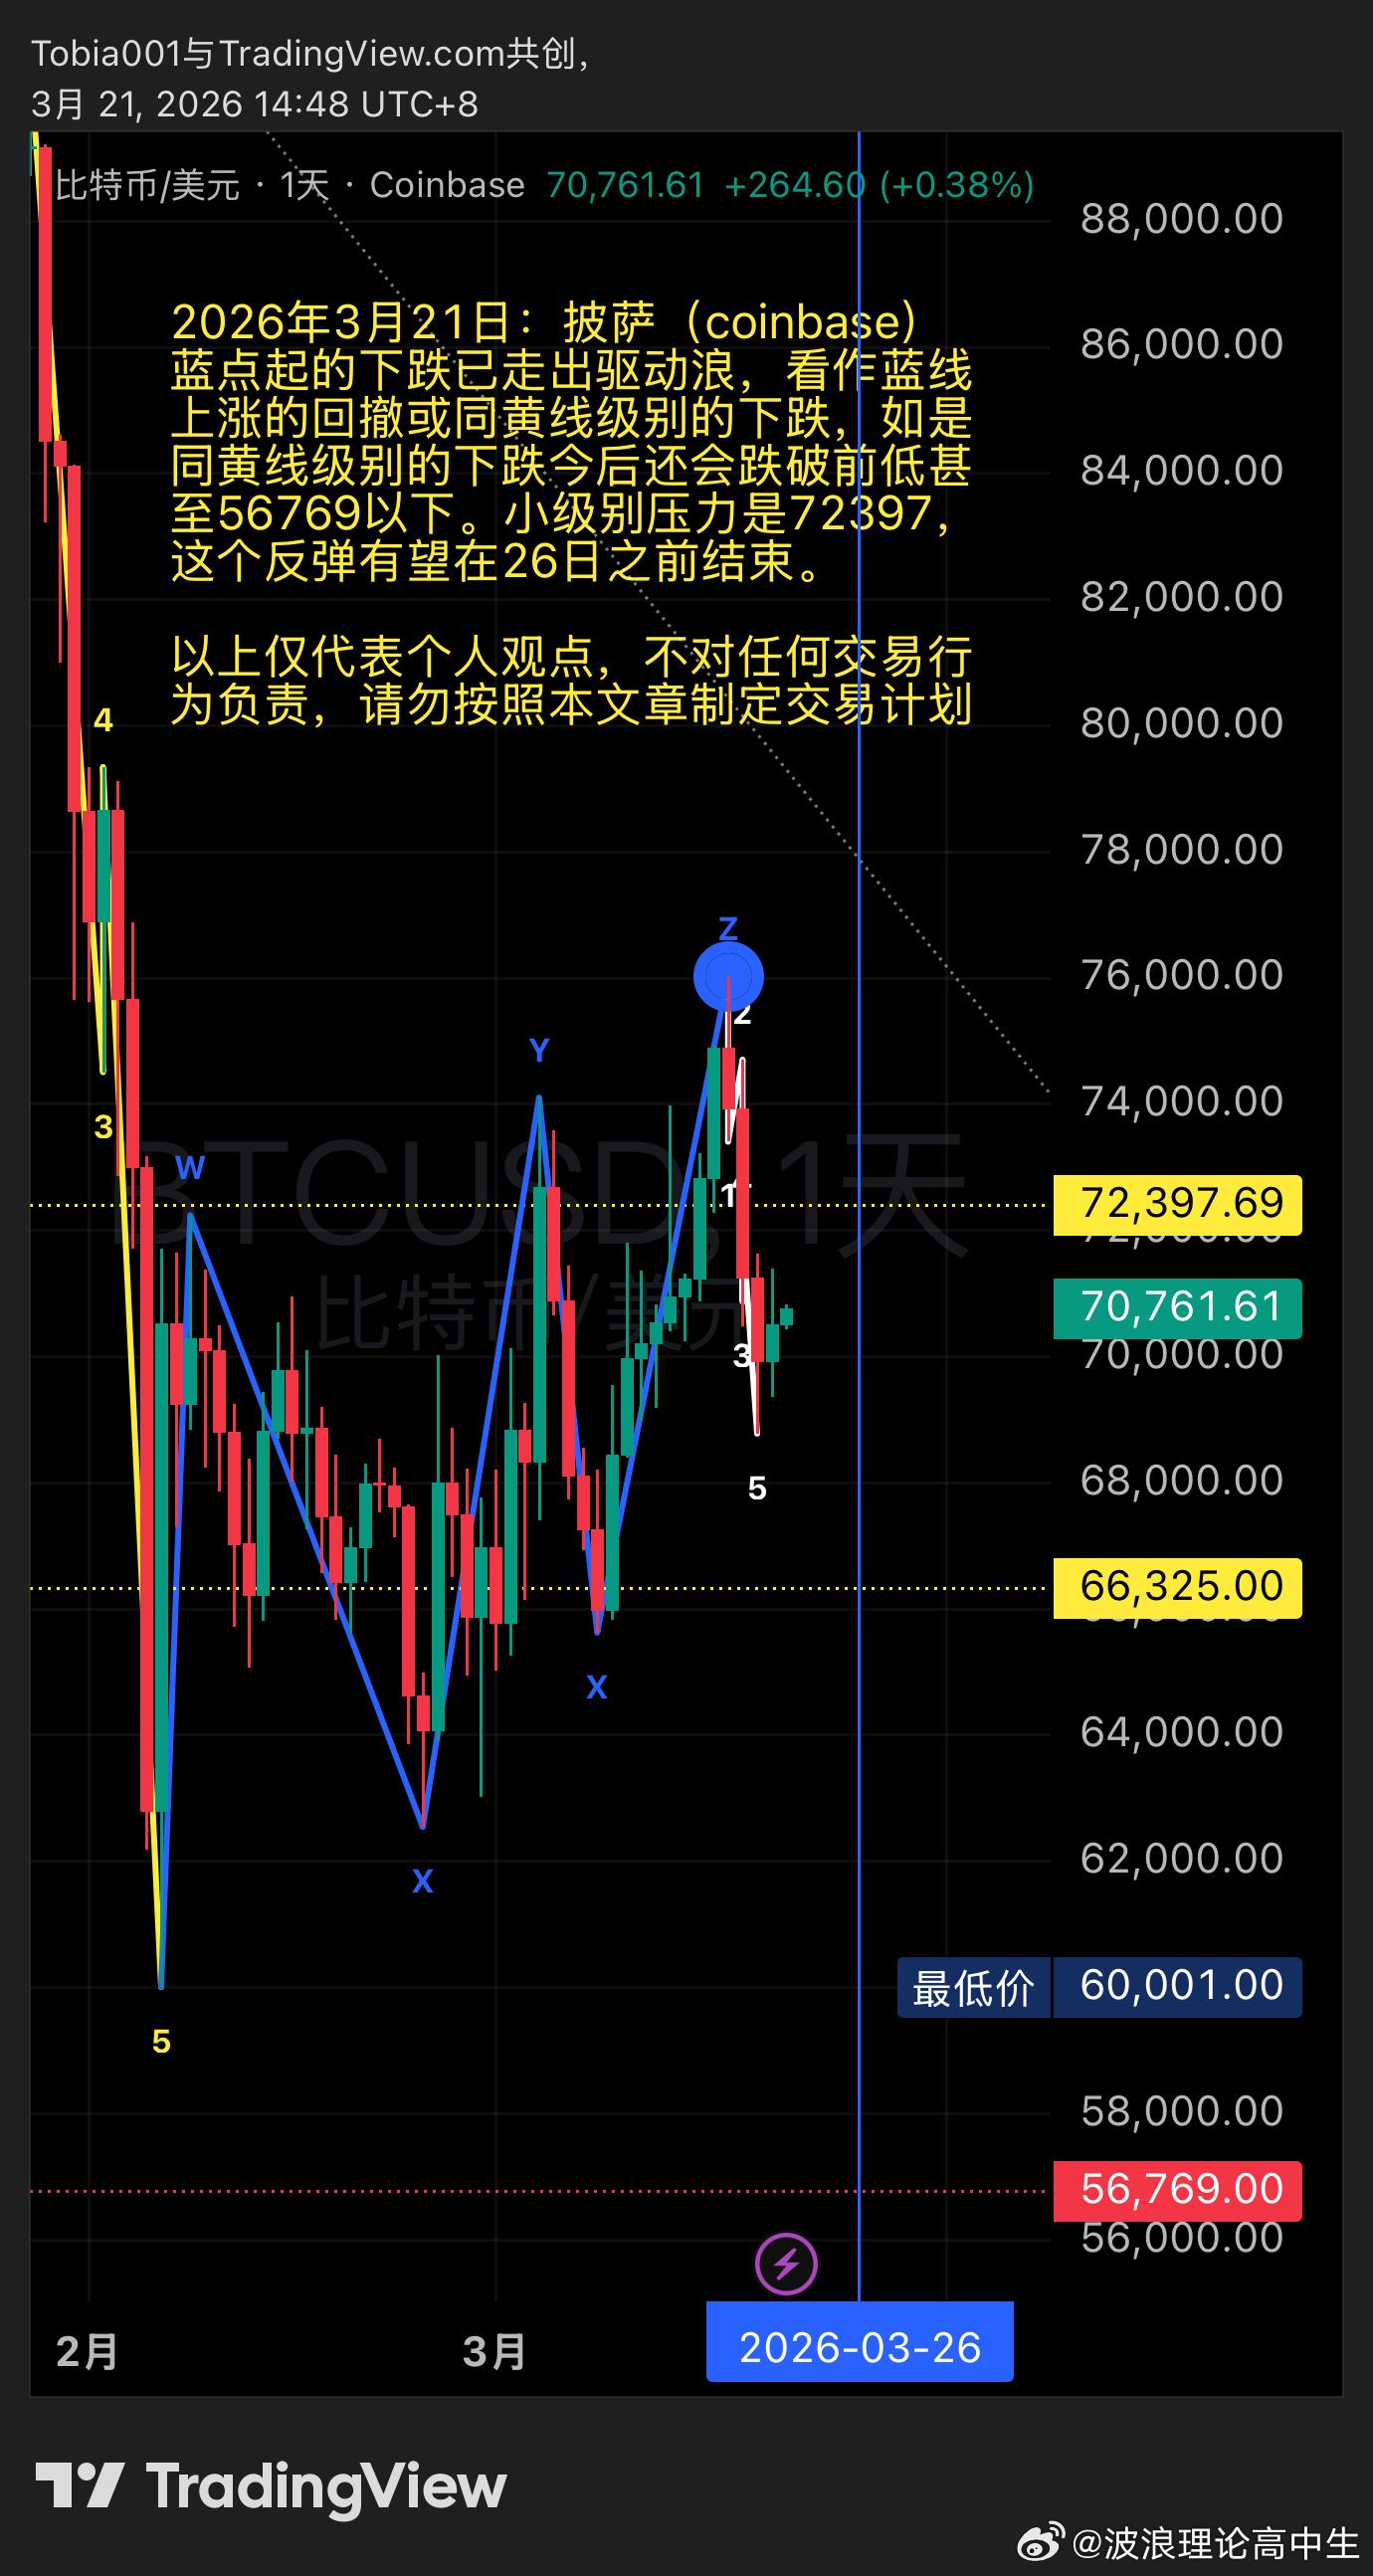 Tobia001与TradingView.com共创，
3月 21, 2026 14:48 UTC+8
比特币/美元 · 1天 · Coinbase 70,761.61 +264.60 (+0.38%)
88,000.00
2026年3月21日：披萨（coinbase）
蓝点起的下跌已走出驱动浪，看作蓝线
上涨的回撤或同黄线级别的下跌，如是
同黄线级别的下跌今后还会跌破前低甚
至56769以下。小级别压力是72397，
这个反弹有望在26日之前结束。
以上仅代表个人观点，不对任何交易行
为负责，请勿按照本文章制定交易计划
86,000.00
84,000.00
82,000.00
80,000.00
4
78,000.00
Z
76,000.00
2
Y
74,000.00
3
W
BTCUSD, 1天
比特币/美元
1
72,397.69
72,000.00
70,761.61
70,000.00
3
68,000.00
5
66,325.00
X
64,000.00
X
62,000.00
最低价 60,001.00
5
58,000.00
56,769.00
56,000.00
2月
3月
2026-03-26
TradingView
@波浪理论高中生